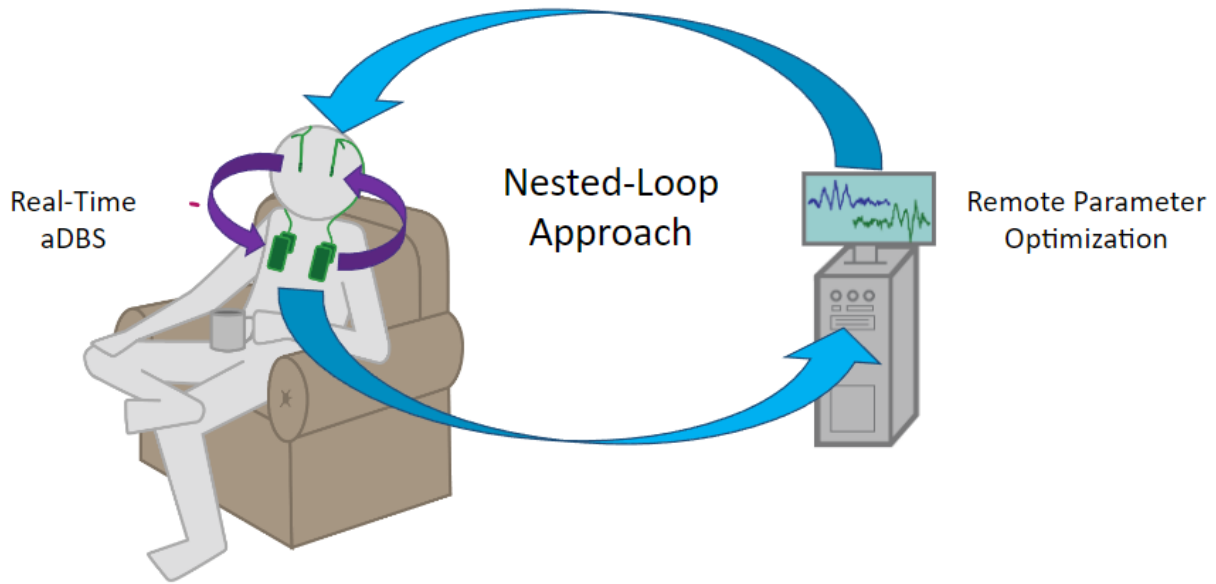 Nested-Loop
Approach
Real-Time
aDBS
Remote Parameter
Optimization